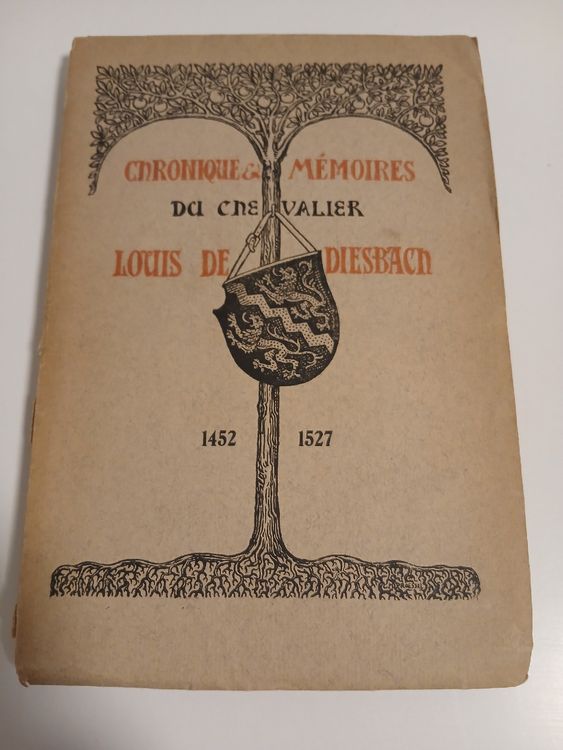 CHRONIQUE & MÉMOIRES
DU CHEVALIER
LOUIS DE DIESBACH
1452 1527